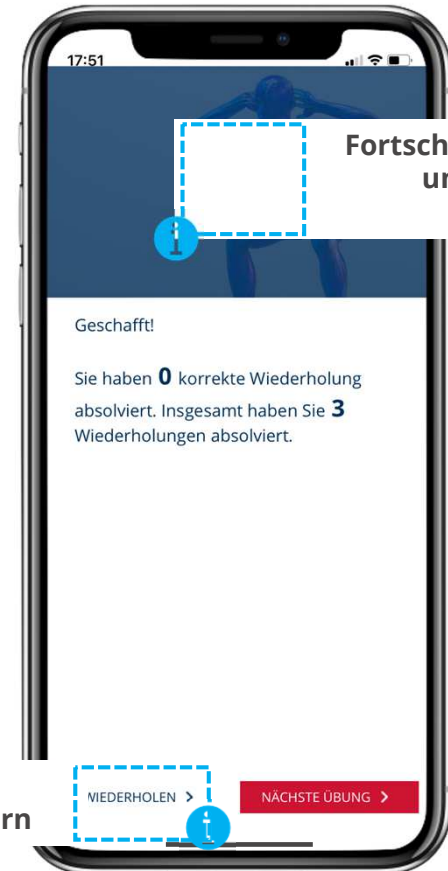 17:51
Fortsch
un
Geschafft!
Sie haben 0 korrekte Wiederholung
absolviert. Insgesamt haben Sie 3
Wiederholungen absolviert.
WIEDERHOLEN
NÄCHSTE ÜBUNG
rn